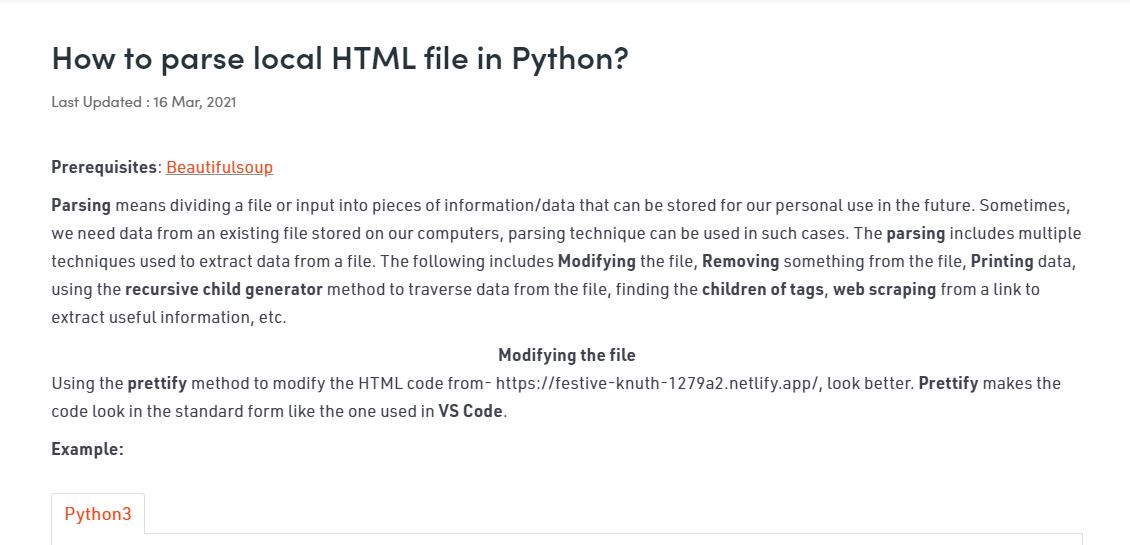 How to parse local HTML file in Python?
Last Updated : 16 Mar, 2021
Prerequisites: Beautifulsoup
Parsing means dividing a file or input into pieces of information/data that can be stored for our personal use in the future. Sometimes,
we need data from an existing file stored on our computers, parsing technique can be used in such cases. The parsing includes multiple
techniques used to extract data from a file. The following includes Modifying the file, Removing something from the file, Printing data,
using the recursive child generator method to traverse data from the file, finding the children of tags, web scraping from a link to
extract useful information, etc.
Modifying the file
Using the prettify method to modify the HTML code from- https://festive-knuth-1279a2.netlify.app/, look better. Prettify makes the
code look in the standard form like the one used in VS Code.
Example:
Python3